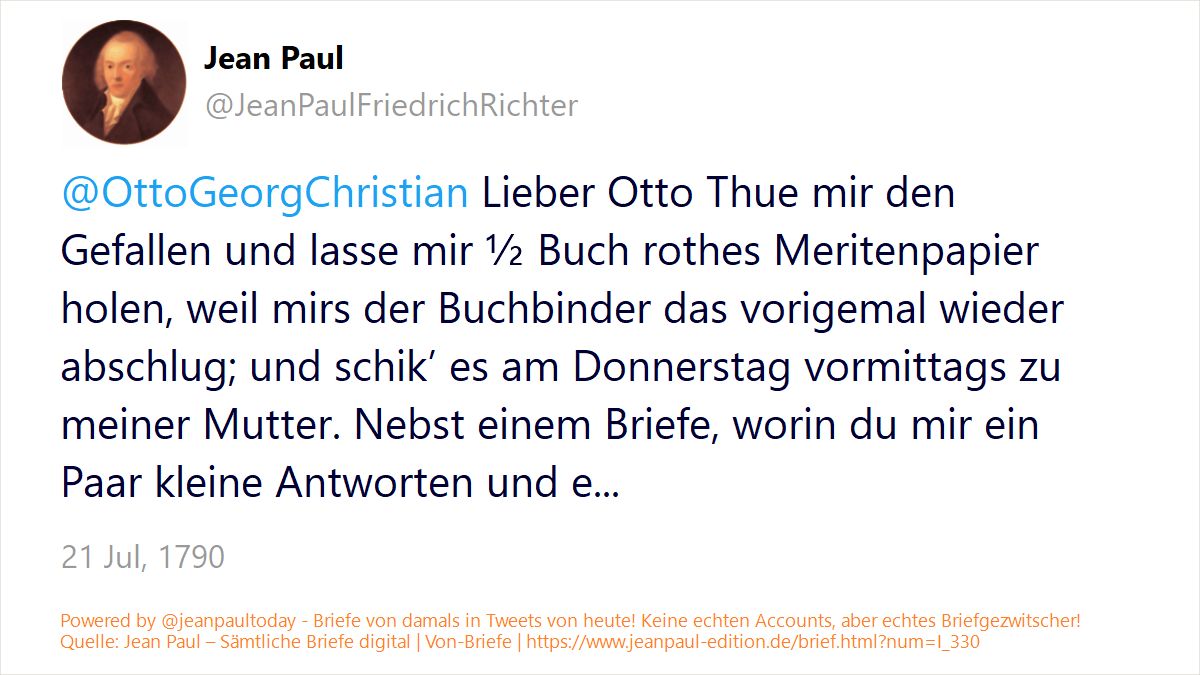 Jean Paul
@JeanPaulFriedrichRichter
@OttoGeorgChristian Lieber Otto Thue mir den
Gefallen und lasse mir ½ Buch rothes Meritenpapier
holen, weil mirs der Buchbinder das vorigemal wieder
abschlug; und schik’ es am Donnerstag vormittags zu
meiner Mutter. Nebst einem Briefe, worin du mir ein
Paar kleine Antworten und e...
21 Jul, 1790
Powered by @jeanpaultoday - Briefe von damals in Tweets von heute! Keine echten Accounts, aber echtes Briefgezwitscher!
Quelle: Jean Paul – Sämtliche Briefe digital | Von-Briefe | https://www.jeanpaul-edition.de/brief.html?num=I_330